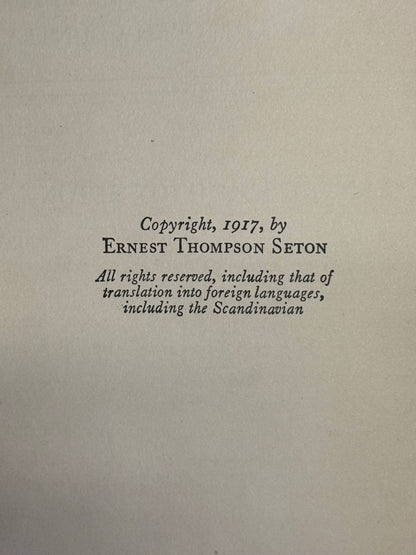 Copyright, 1917, by
ERNEST THOMPSON SETON
All rights reserved, including that of
translation into foreign languages,
including the Scandinavian